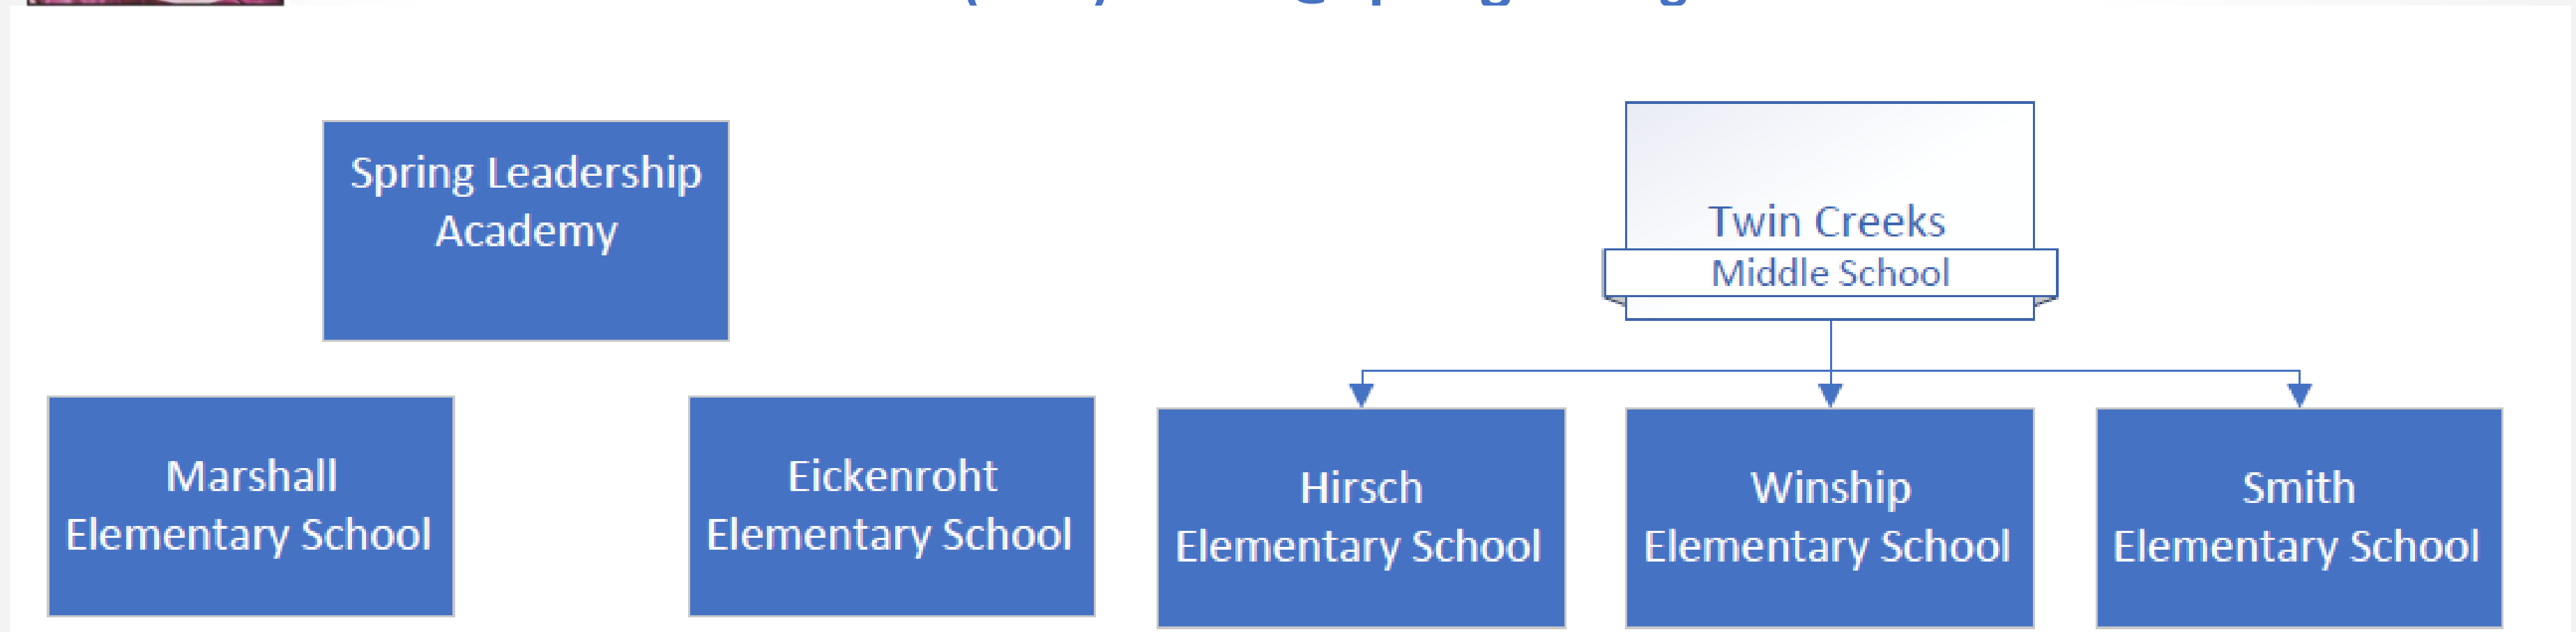 Spring Leadership
Academy
Twin Creeks
Middle School
Marshall
Elementary School
Eickenroht
Elementary School
Hirsch
Elementary School
Winship
Elementary School
Smith
Elementary School